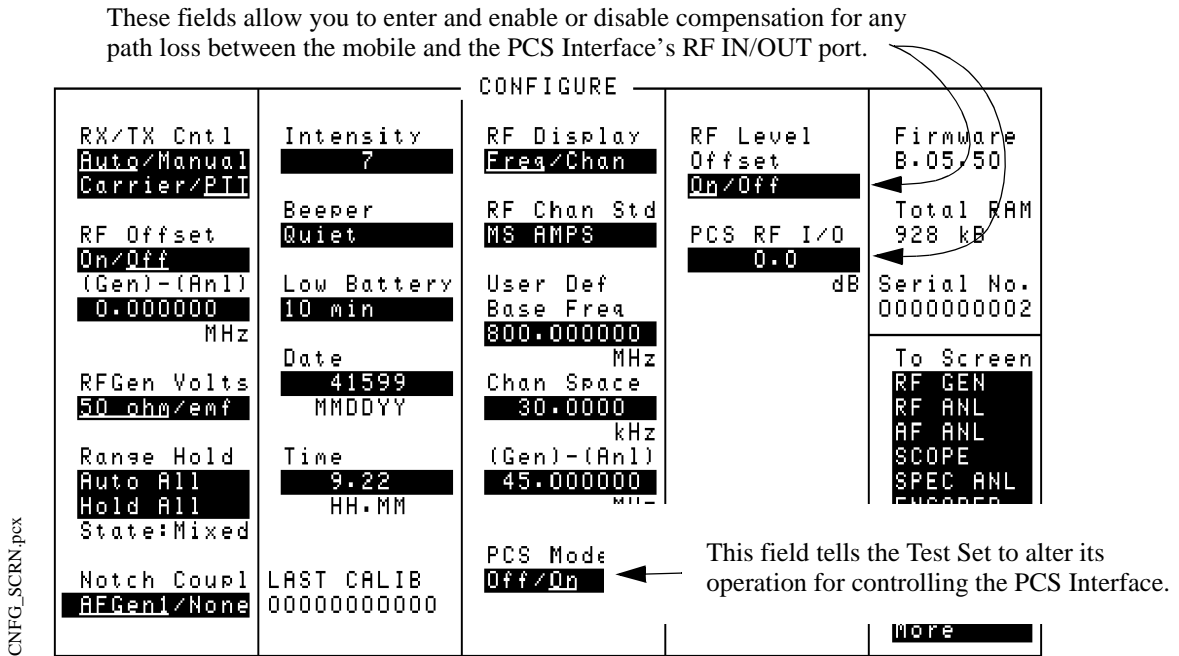 These fields allow you to enter and enable or disable compensation for any
path loss between the mobile and the PCS Interface’s RF IN/OUT port.
CONFIGURE
RX/TX Cntl
Auto/Manual
Carrier/PTT
RF Offset
On/Off
(Gen)-(Anl)
0.000000
MHz
RFGen Volts
50 ohm/emf
Range Hold
Auto All
Hold All
State:Mixed
Notch Coupl
AFGen1/None
Intensity
7
Beeper
Quiet
Low Battery
10 min
Date
41599
MMDDYY
Time
9.22
HH.MM
LAST CALIB
00000000000
RF Display
Freq/Chan
RF Chan Std
MS AMPS
User Def
Base Freq
800.000000
MHz
Chan Space
30.0000
kHz
(Gen)-(Anl)
45.000000
PCS Mode
Off/On
RF Level
Offset
On/Off
PCS RF I/O
0.0
dB
Firmware
B.05.50
Total RAM
928 kB
Serial No.
0000000002
To Screen
RF GEN
RF ANL
AF ANL
SCOPE
SPEC ANL
More
This field tells the Test Set to alter its
operation for controlling the PCS Interface.
CNFG_SCRN.pcx